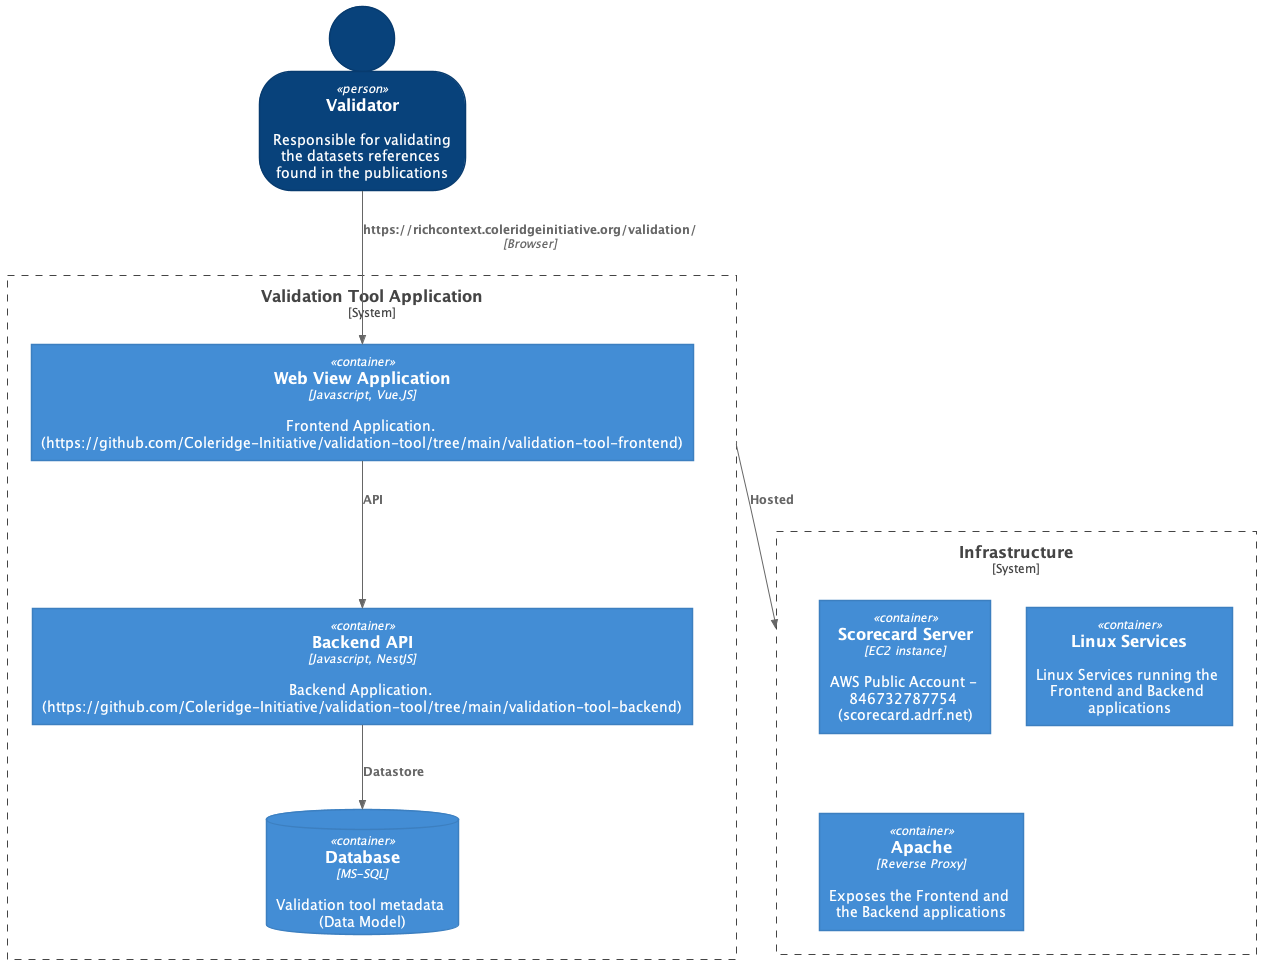 «person»
Validator
Responsible for validating
the datasets references
found in the publications
https://richcontext.coleridgeinitiative.org/validation/
[Browser]
Validation Tool Application
[System]
«container»
Web View Application
[Javascript, Vue.JS]
Frontend Application.
(https://github.com/Coleridge-Initiative/validation-tool/tree/main/validation-tool-frontend)
API
«container»
Backend API
[Javascript, NestJS]
Backend Application.
(https://github.com/Coleridge-Initiative/validation-tool/tree/main/validation-tool-backend)
Datastore
«container»
Database
[MS-SQL]
Validation tool metadata
(Data Model)
Hosted
Infrastructure
[System]
«container»
Scorecard Server
[EC2 instance]
AWS Public Account -
846732787754
(scorecard.adrf.net)
«container»
Linux Services
Linux Services running the
Frontend and Backend
applications
«container»
Apache
[Reverse Proxy]
Exposes the Frontend and
the Backend applications